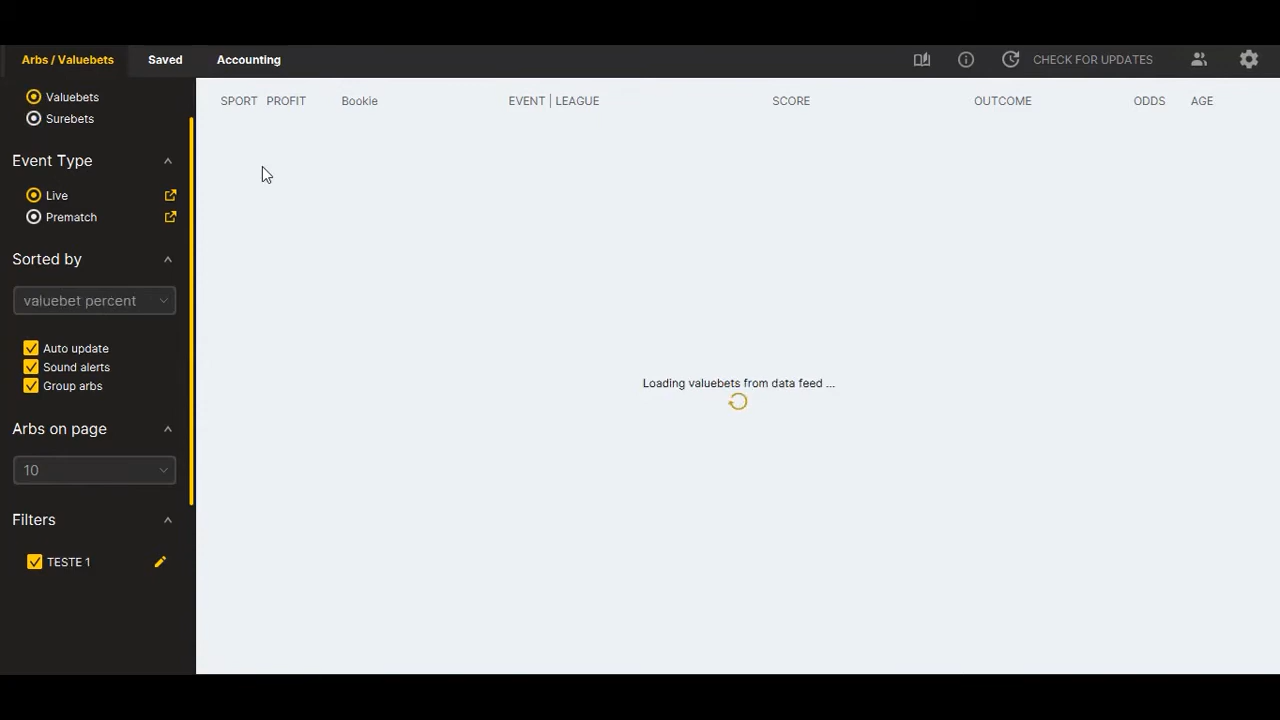 Arbs / Valuebets Saved Accounting CHECK FOR UPDATES
Valuebets
Surebets
Event Type
Live
Prematch
Sorted by
valuebet percent
Auto update
Sound alerts
Group arbs
Arbs on page
10
Filters
TESTE 1
SPORT PROFIT Bookie EVENT | LEAGUE SCORE OUTCOME ODDS AGE
Loading valuebets from data feed ...